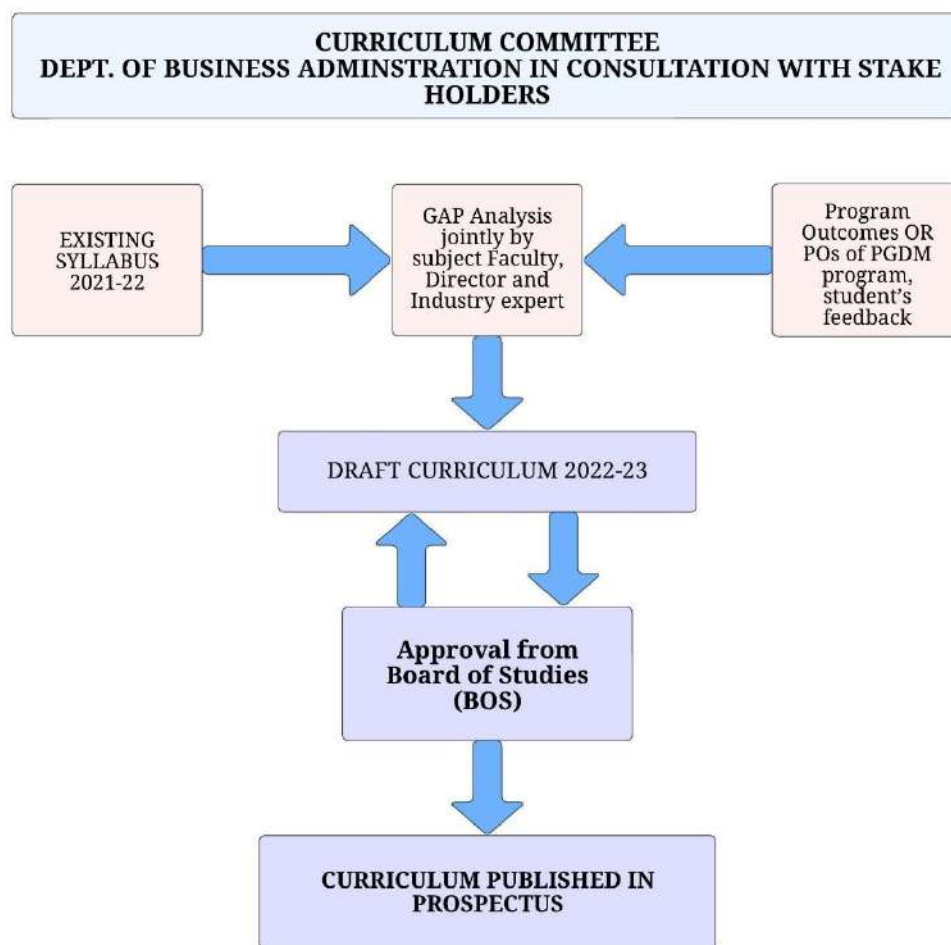 CURRICULUM COMMITTEE
DEPT. OF BUSINESS ADMINSTRATION IN CONSULTATION WITH STAKE
HOLDERS
EXISTING
SYLLABUS
2021-22
GAP Analysis
jointly by
subject Faculty,
Director and
Industry expert
Program
Outcomes OR
POs of PGDM
program,
student’s
feedback
DRAFT CURRICULUM 2022-23
Approval from
Board of Studies
(BOS)
CURRICULUM PUBLISHED IN
PROSPECTUS